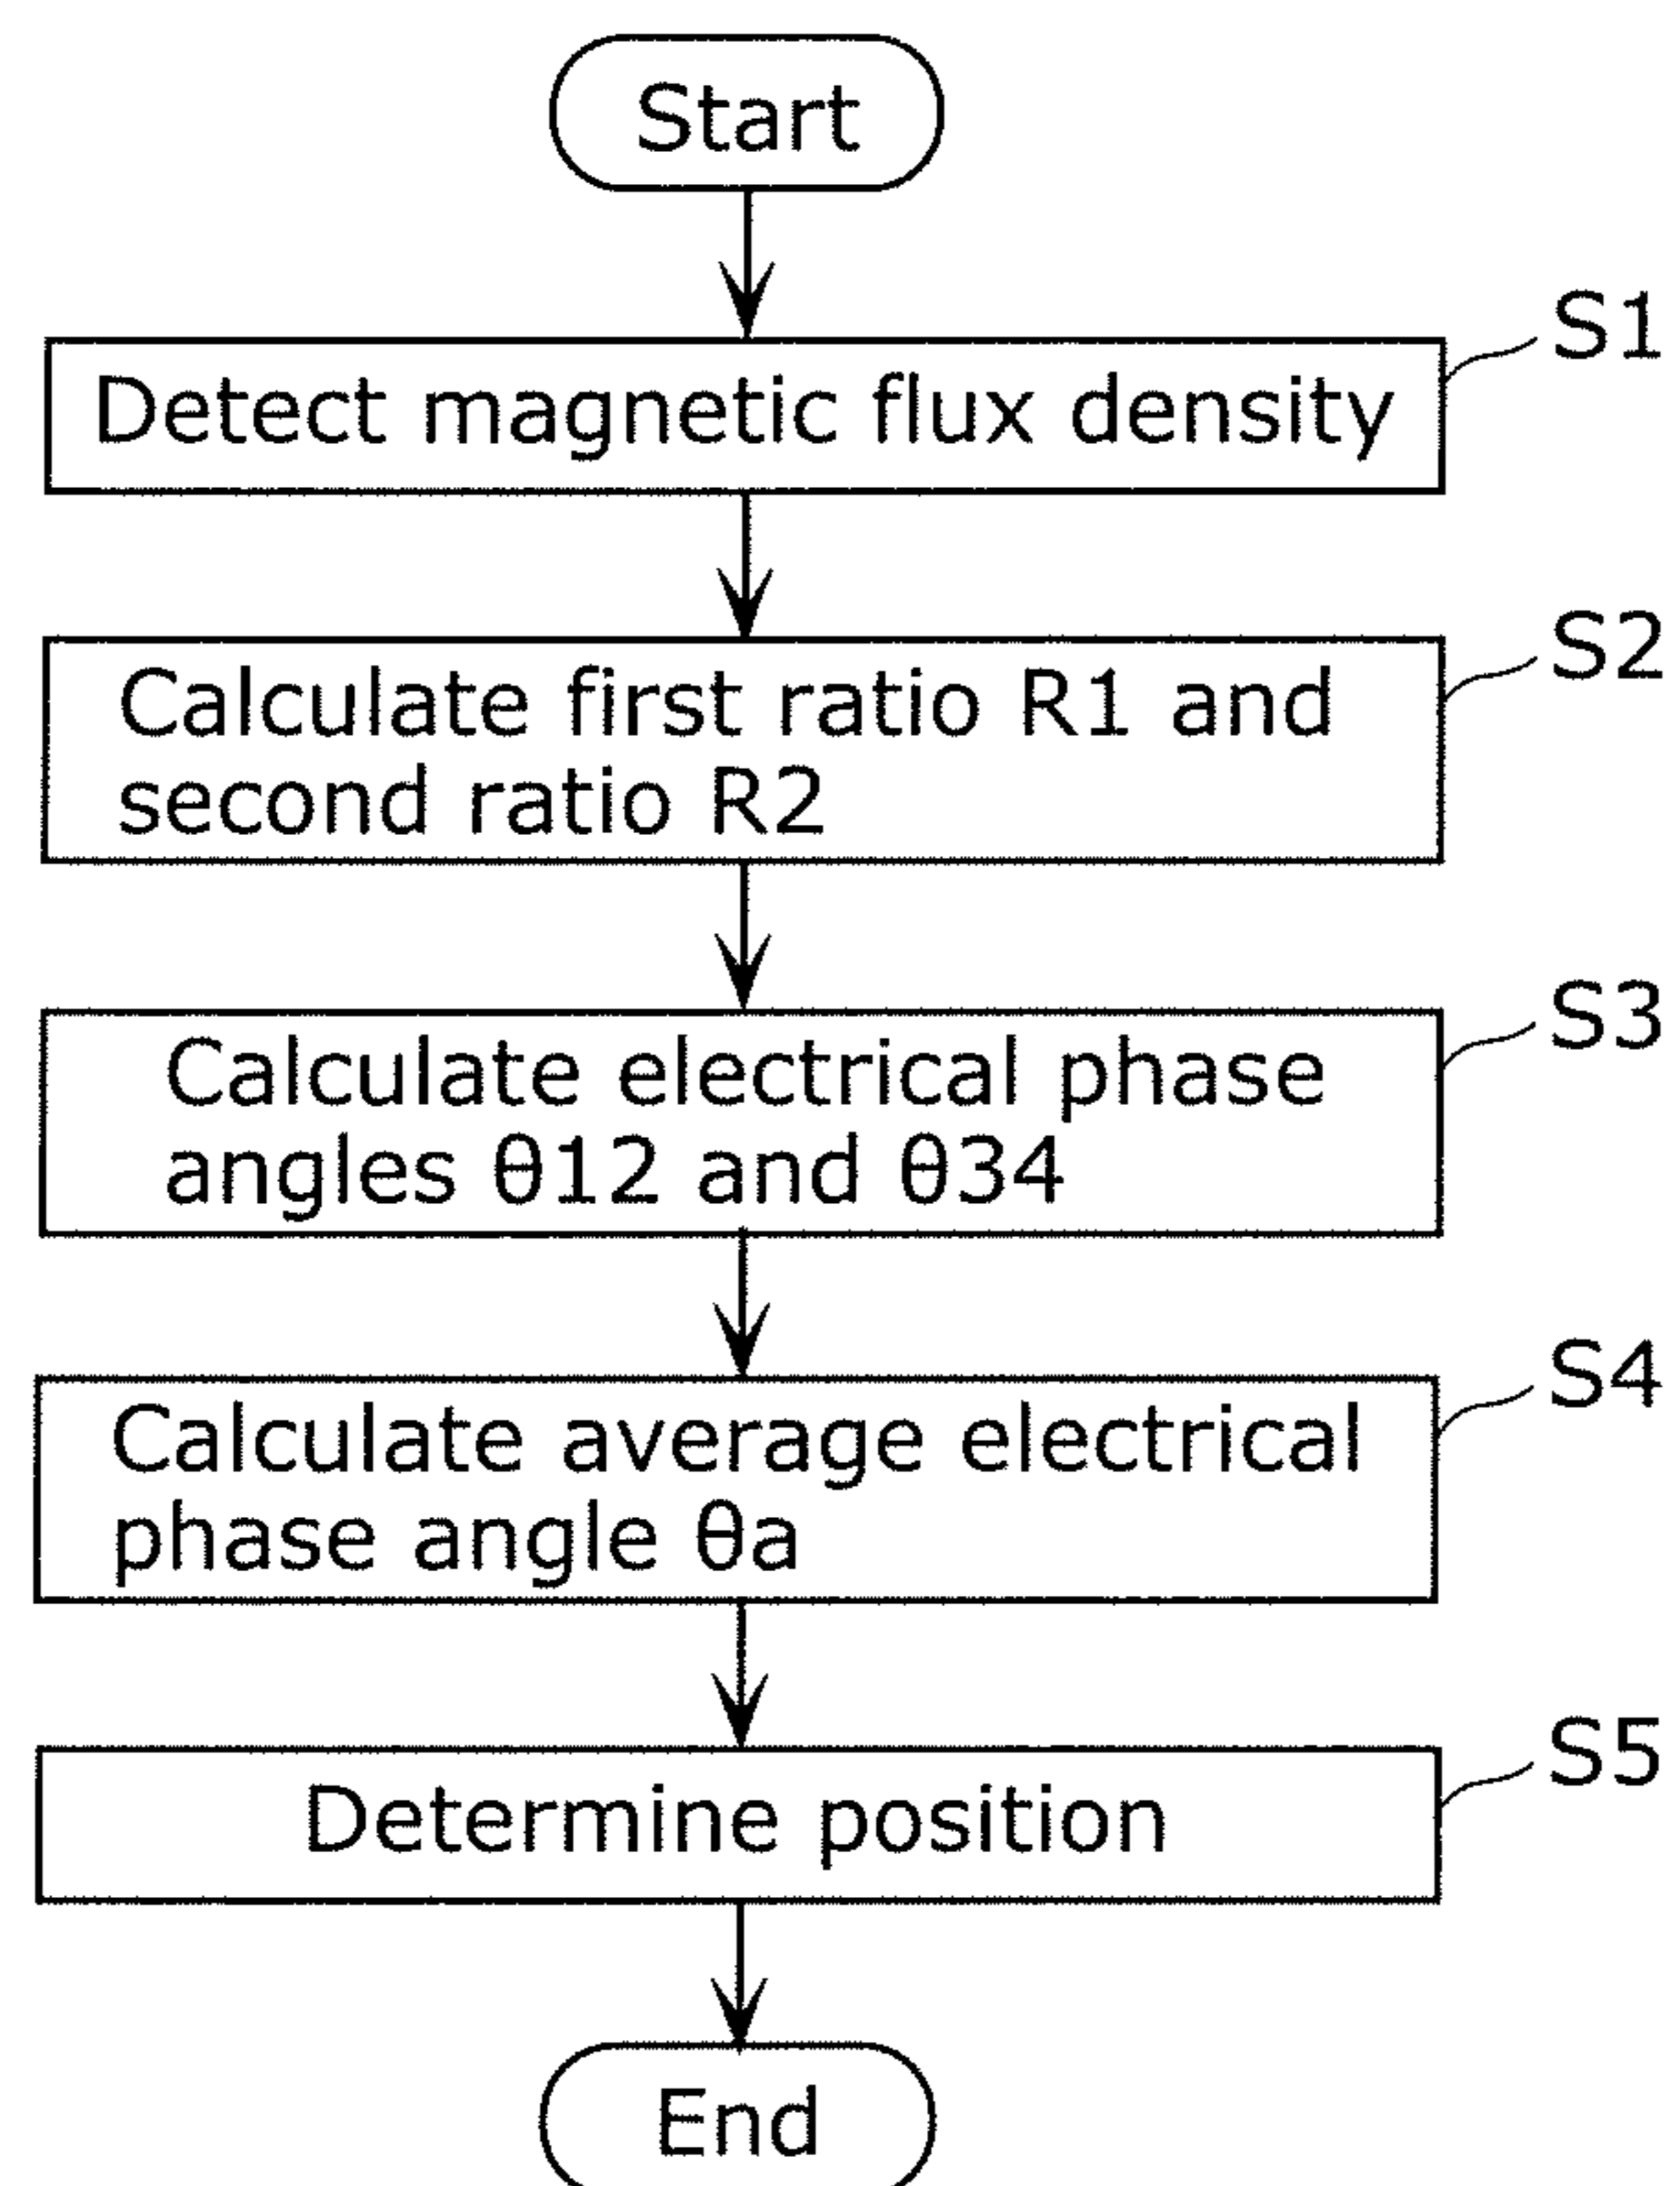 Start
S1
Detect magnetic flux density
S2
Calculate first ratio R1 and
second ratio R2
S3
Calculate electrical phase
angles θ12 and θ34
S4
Calculate average electrical
phase angle θa
S5
Determine position
End